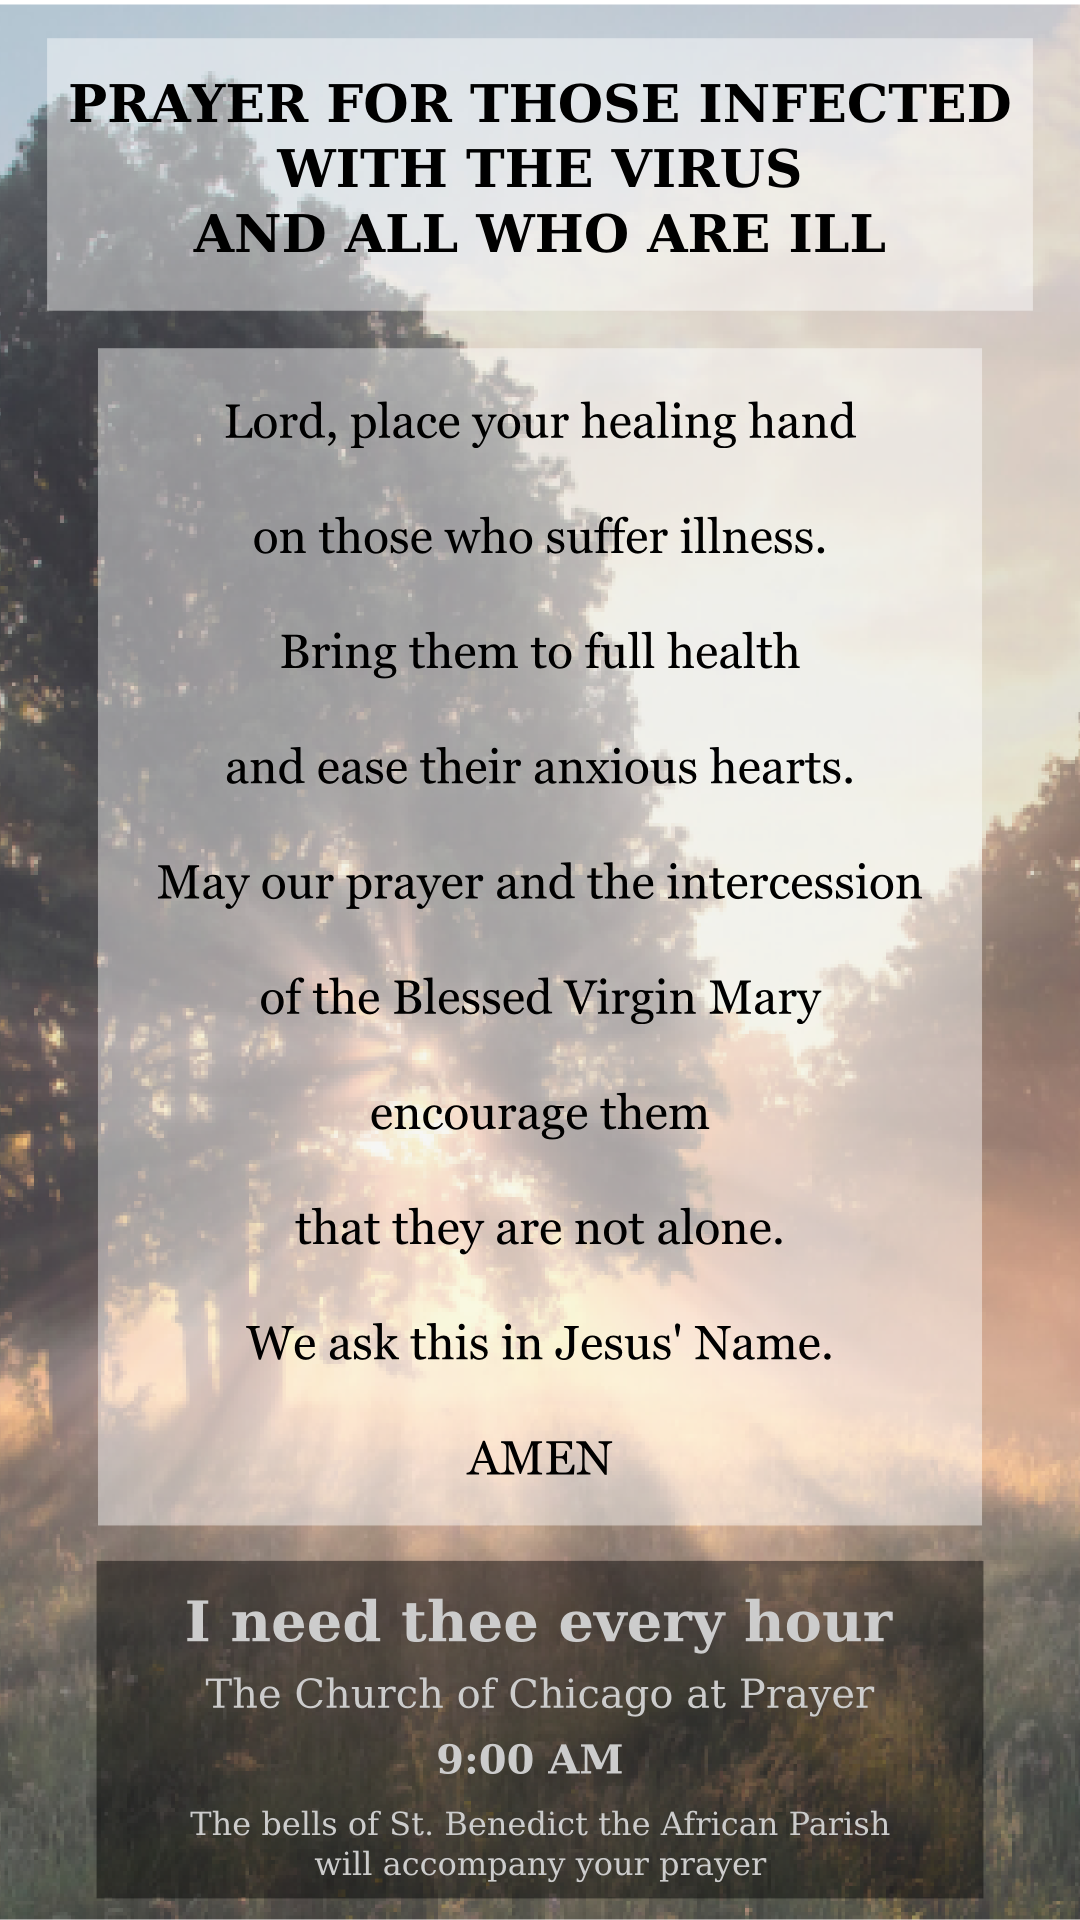 PRAYER FOR THOSE INFECTED
WITH THE VIRUS
AND ALL WHO ARE ILL
Lord, place your healing hand
on those who suffer illness.
Bring them to full health
and ease their anxious hearts.
May our prayer and the intercession
of the Blessed Virgin Mary
encourage them
that they are not alone.
We ask this in Jesus' Name.
AMEN
I need thee every hour
The Church of Chicago at Prayer
9:00 AM
The bells of St. Benedict the African Parish
will accompany your prayer